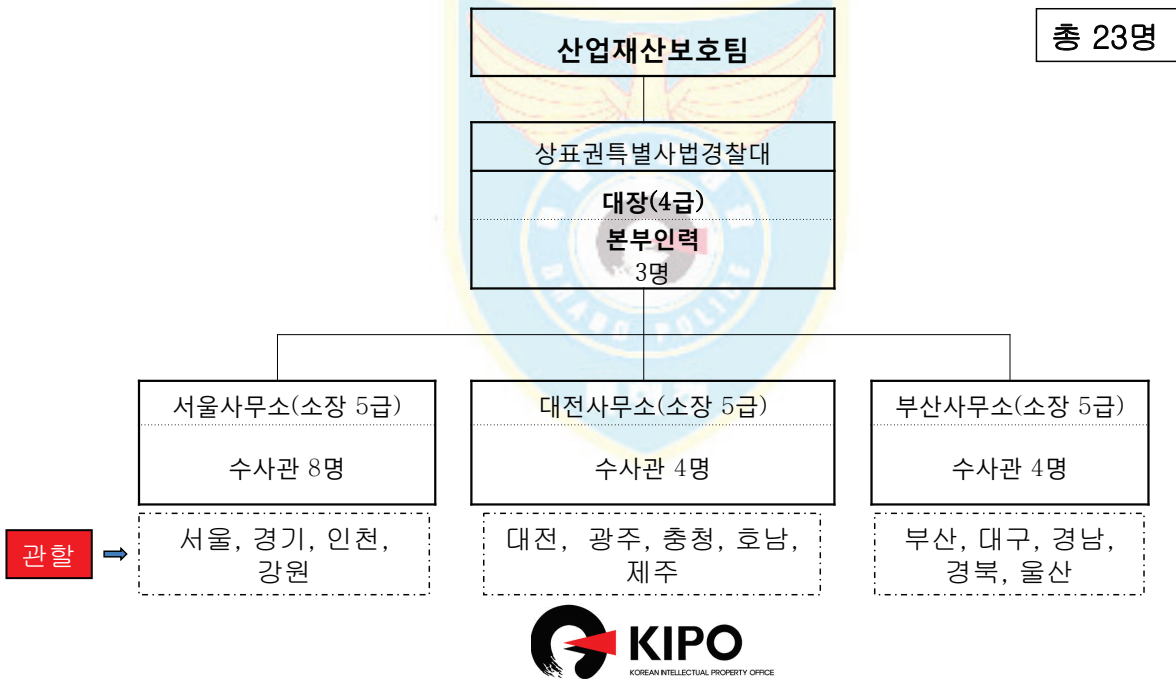 산업재산보호팀
총 23명
상표권특별사법경찰대
대장(4급)
본부인력
3명
서울사무소(소장 5급)
수사관 8명
대전사무소(소장 5급)
수사관 4명
부산사무소(소장 5급)
수사관 4명
관할
서울, 경기, 인천,
강원
대전, 광주, 충청, 호남,
제주
부산, 대구, 경남,
경북, 울산
KIPO
KOREAN INTELLECTUAL PROPERTY OFFICE